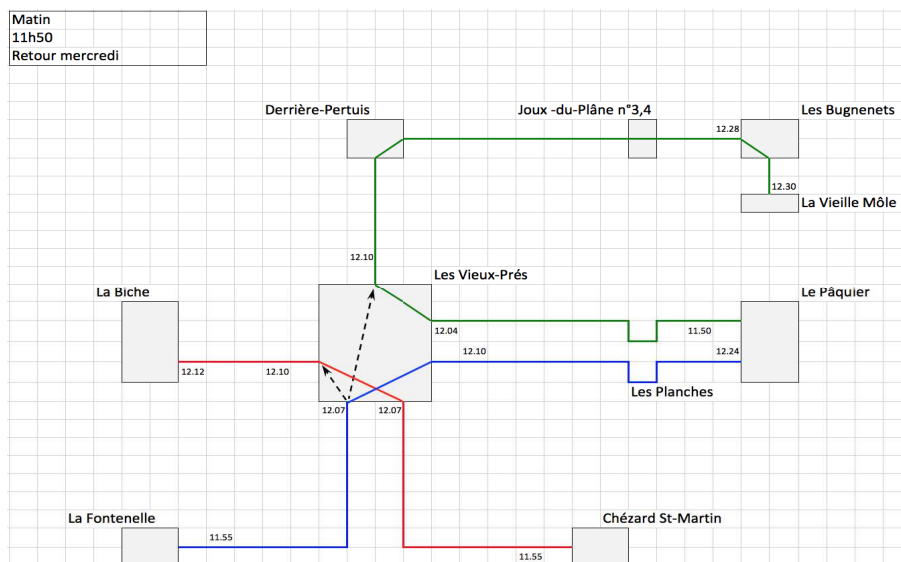 Matin
11h50
Retour mercredi
Derrière-Pertuis
Joux -du-Plâne n°3,4
Les Bugnenets
12.28
12.30
La Vieille Môle
12.10
Les Vieux-Prés
La Biche
Le Pâquier
12.04
11.50
12.10
12.24
12.12
12.10
Les Planches
12.07
12.07
La Fontenelle
Chézard St-Martin
11.55
11.55